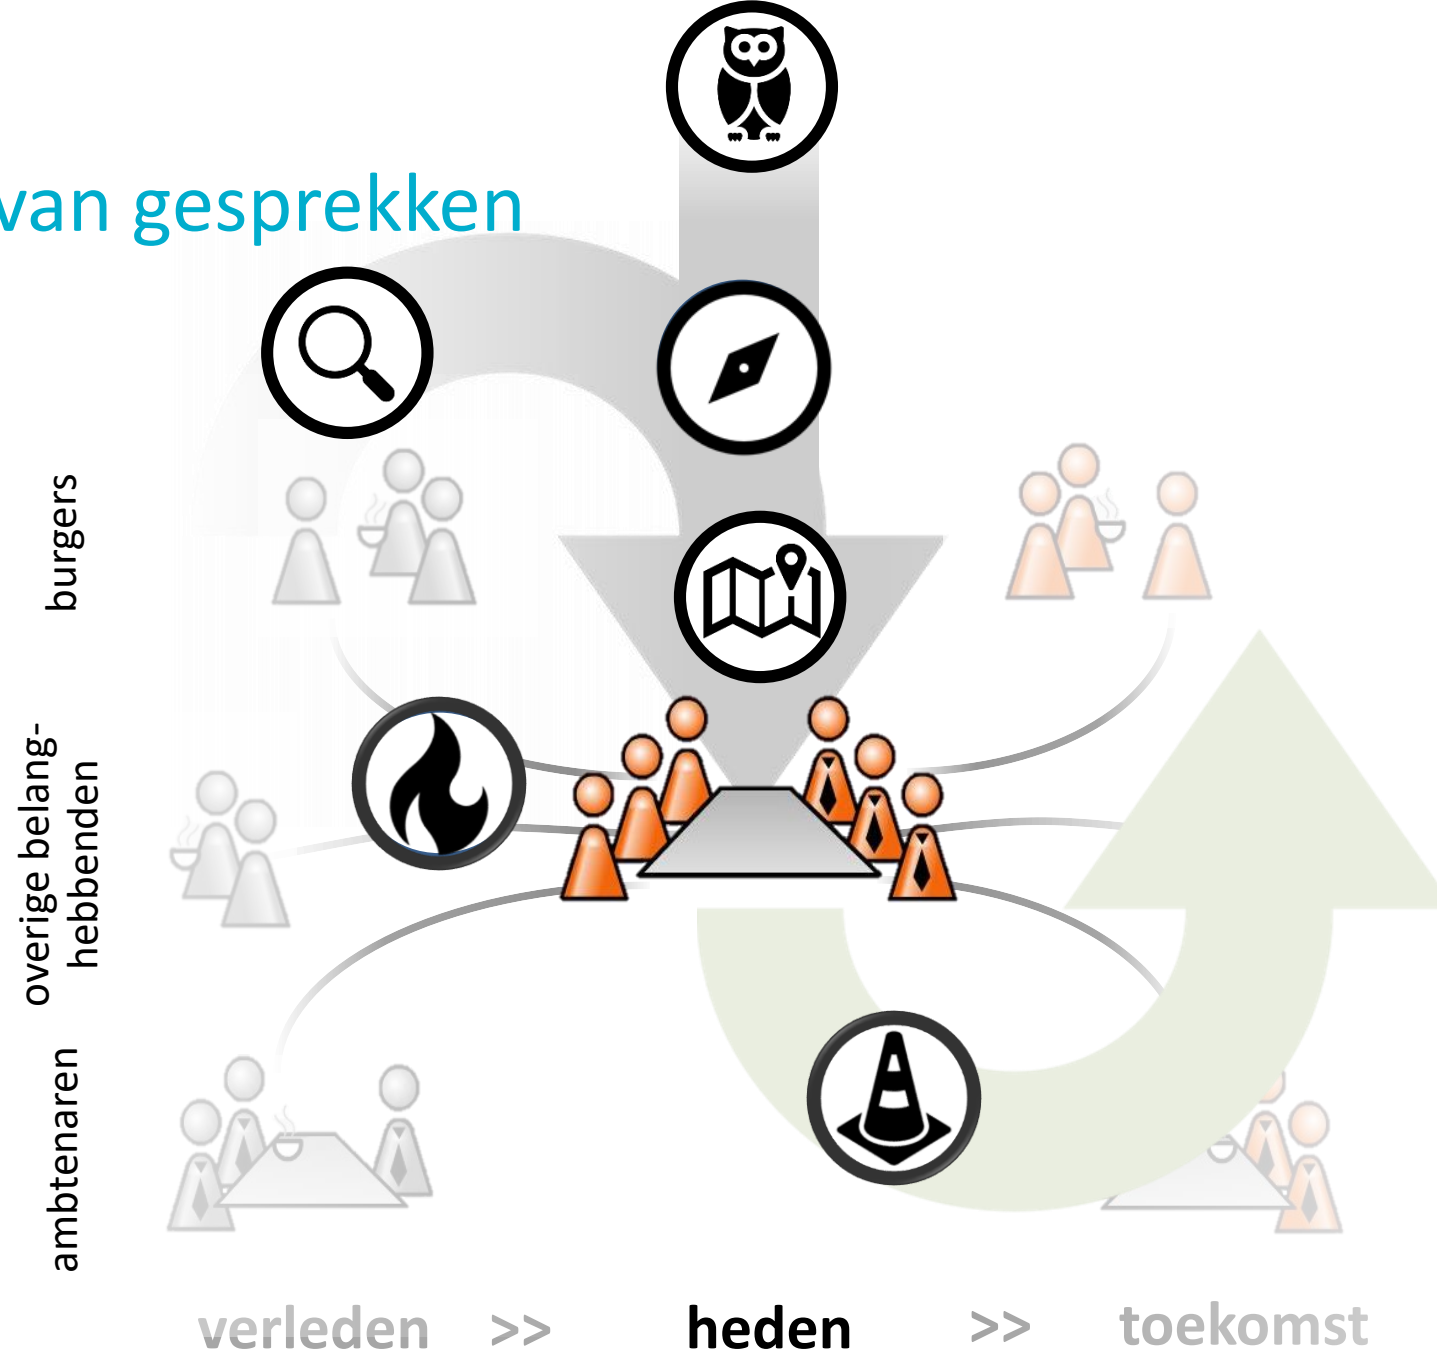 van gesprekken
burgers
overige belang-
hebbenden
ambtenaren
verleden >> heden >> toekomst